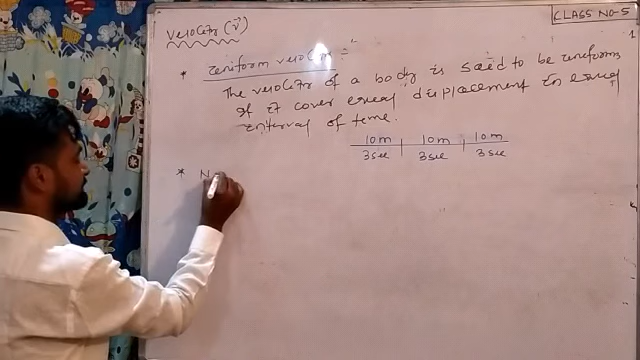 CLASS NO-5
Velocity (v⃗)
* Uniform velocity :-
The velocity of a body is said to be uniform
if it cover equal displacement in equal
interval of time.
10m | 10m | 10m
3sec | 3sec | 3sec
* N